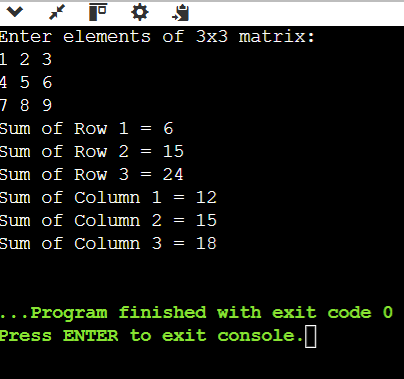 Enter elements of 3x3 matrix:
1 2 3
4 5 6
7 8 9
Sum of Row 1 = 6
Sum of Row 2 = 15
Sum of Row 3 = 24
Sum of Column 1 = 12
Sum of Column 2 = 15
Sum of Column 3 = 18
...Program finished with exit code 0
Press ENTER to exit console.